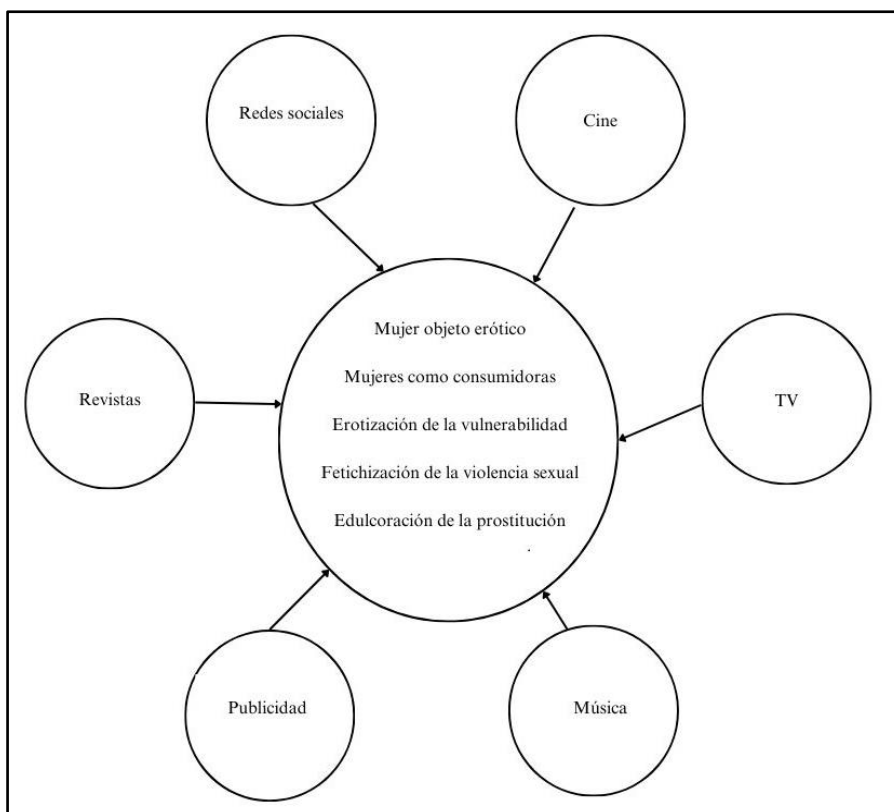 Redes sociales
Cine
Mujer objeto erótico
Mujeres como consumidoras
Erotización de la vulnerabilidad
Fetichización de la violencia sexual
Edulcoración de la prostitución
.
Revistas
TV
Publicidad
Música